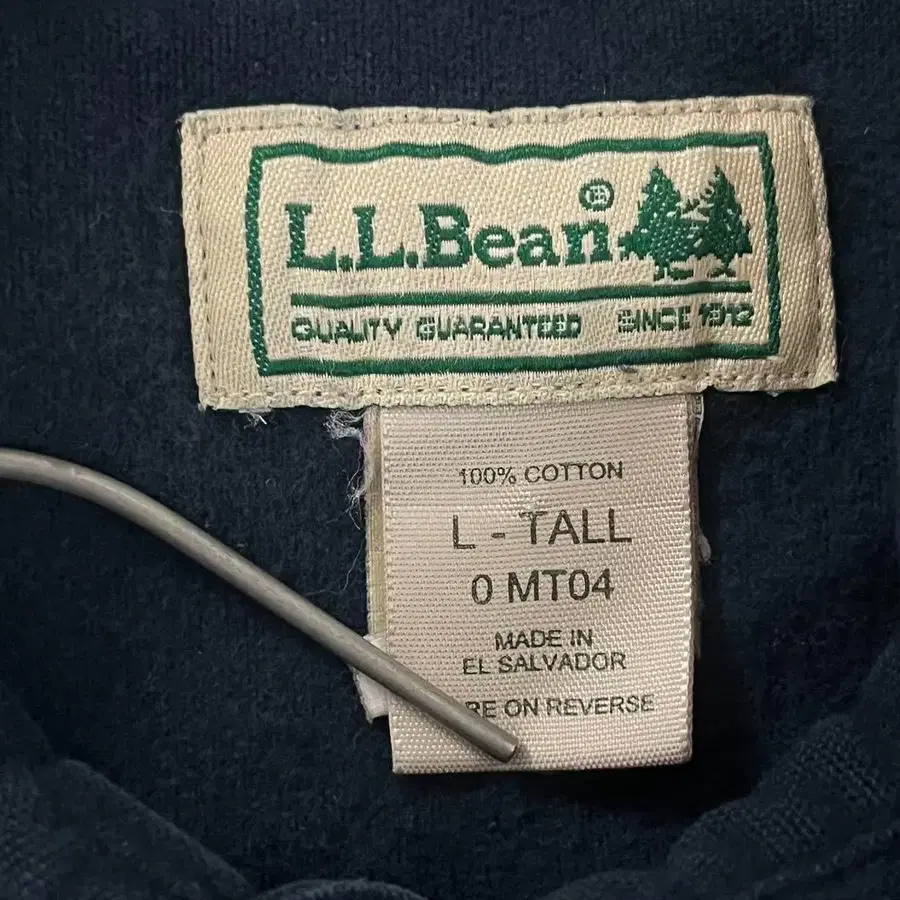 L.L.Bean®
QUALITY GUARANTEED SINCE 1912
100% COTTON
L - TALL
0 MT04
MADE IN
EL SALVADOR
RE ON REVERSE